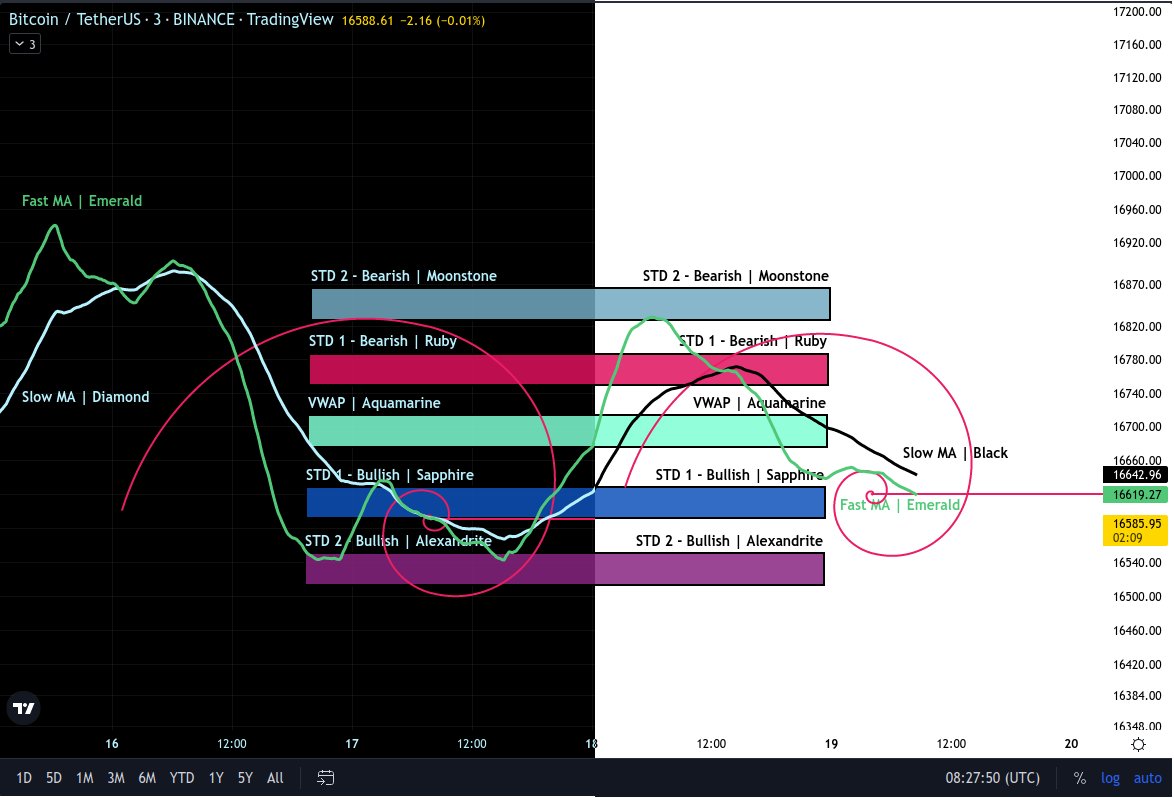 Bitcoin / TetherUS · 3 · BINANCE · TradingView 16588.61 −2.16 (−0.01%)
3
Fast MA | Emerald
Slow MA | Diamond
STD 2 - Bearish | Moonstone
STD 2 - Bearish | Moonstone
STD 1 - Bearish | Ruby
STD 1 - Bearish | Ruby
VWAP | Aquamarine
VWAP | Aquamarine
STD 1 - Bullish | Sapphire
STD 1 - Bullish | Sapphire
STD 2 - Bullish | Alexandrite
STD 2 - Bullish | Alexandrite
Slow MA | Black
Fast MA | Emerald
17200.00
17160.00
17120.00
17080.00
17040.00
17000.00
16960.00
16920.00
16870.00
16820.00
16780.00
16740.00
16700.00
16660.00
16642.96
16619.27
16585.95
02:09
16540.00
16500.00
16460.00
16420.00
16384.00
16348.00
16 12:00 17 12:00 18 12:00 19 12:00 20
1D 5D 1M 3M 6M YTD 1Y 5Y All 08:27:50 (UTC) % log auto